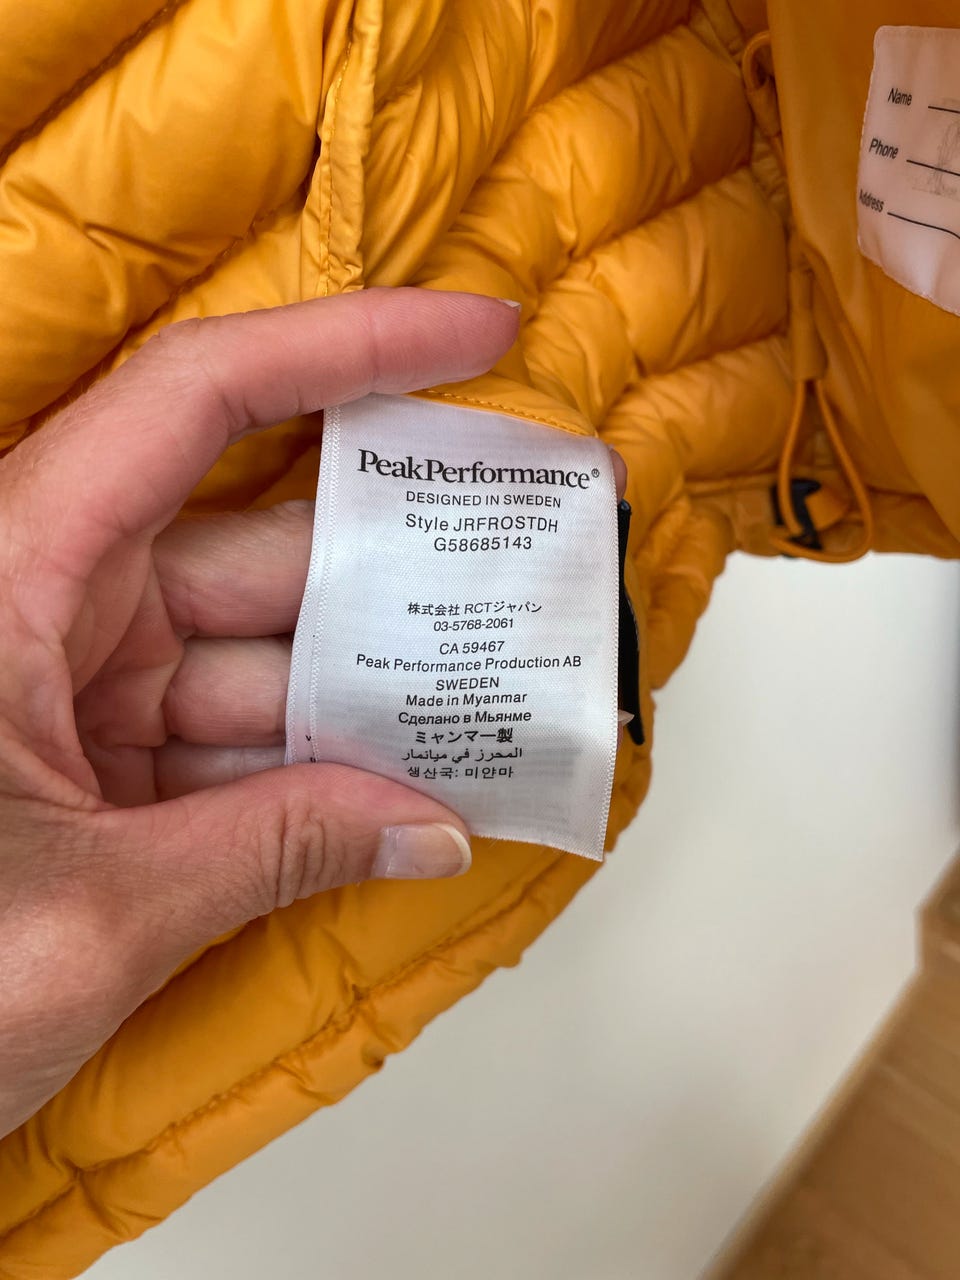 Name
Phone
Address
PeakPerformance®
DESIGNED IN SWEDEN
Style JRFROSTDH
G58685143
株式会社 RCTジャパン
03-5768-2061
CA 59467
Peak Performance Production AB
SWEDEN
Made in Myanmar
Сделано в Мьянме
ミャンマー製
المحرز في ميانمار
생산국: 미얀마